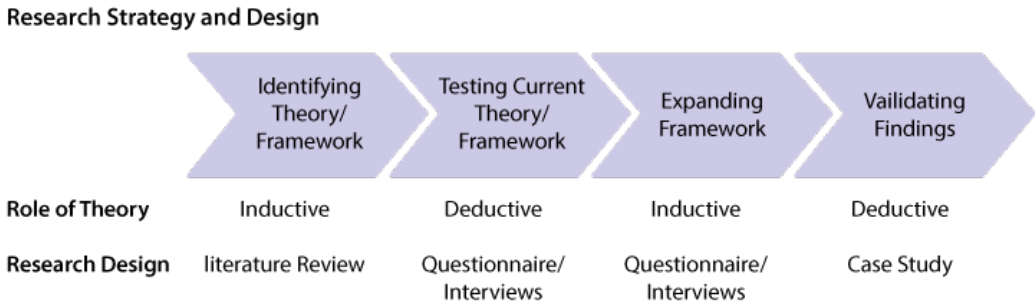 Research Strategy and Design
Identifying
Theory/
Framework
Testing Current
Theory/
Framework
Expanding
Framework
Vailidating
Findings
Role of Theory Inductive Deductive Inductive Deductive
Research Design literature Review Questionnaire/ Questionnaire/ Case Study
Interviews Interviews